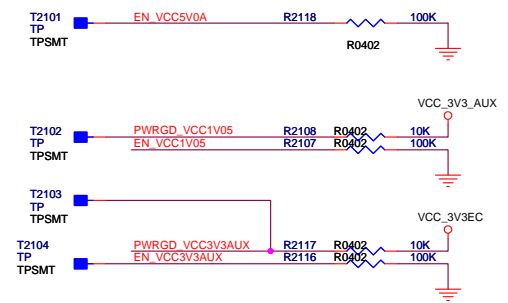 T2101
TP
TPSMT
EN_VCC5V0A
R2118
100K
R0402
VCC_3V3_AUX
T2102
TP
TPSMT
PWRGD_VCC1V05
R2108
R0402
10K
EN_VCC1V05
R2107
R0402
100K
T2103
TP
TPSMT
VCC_3V3EC
T2104
TP
TPSMT
PWRGD_VCC3V3AUX
R2117
R0402
10K
EN_VCC3V3AUX
R2116
R0402
100K